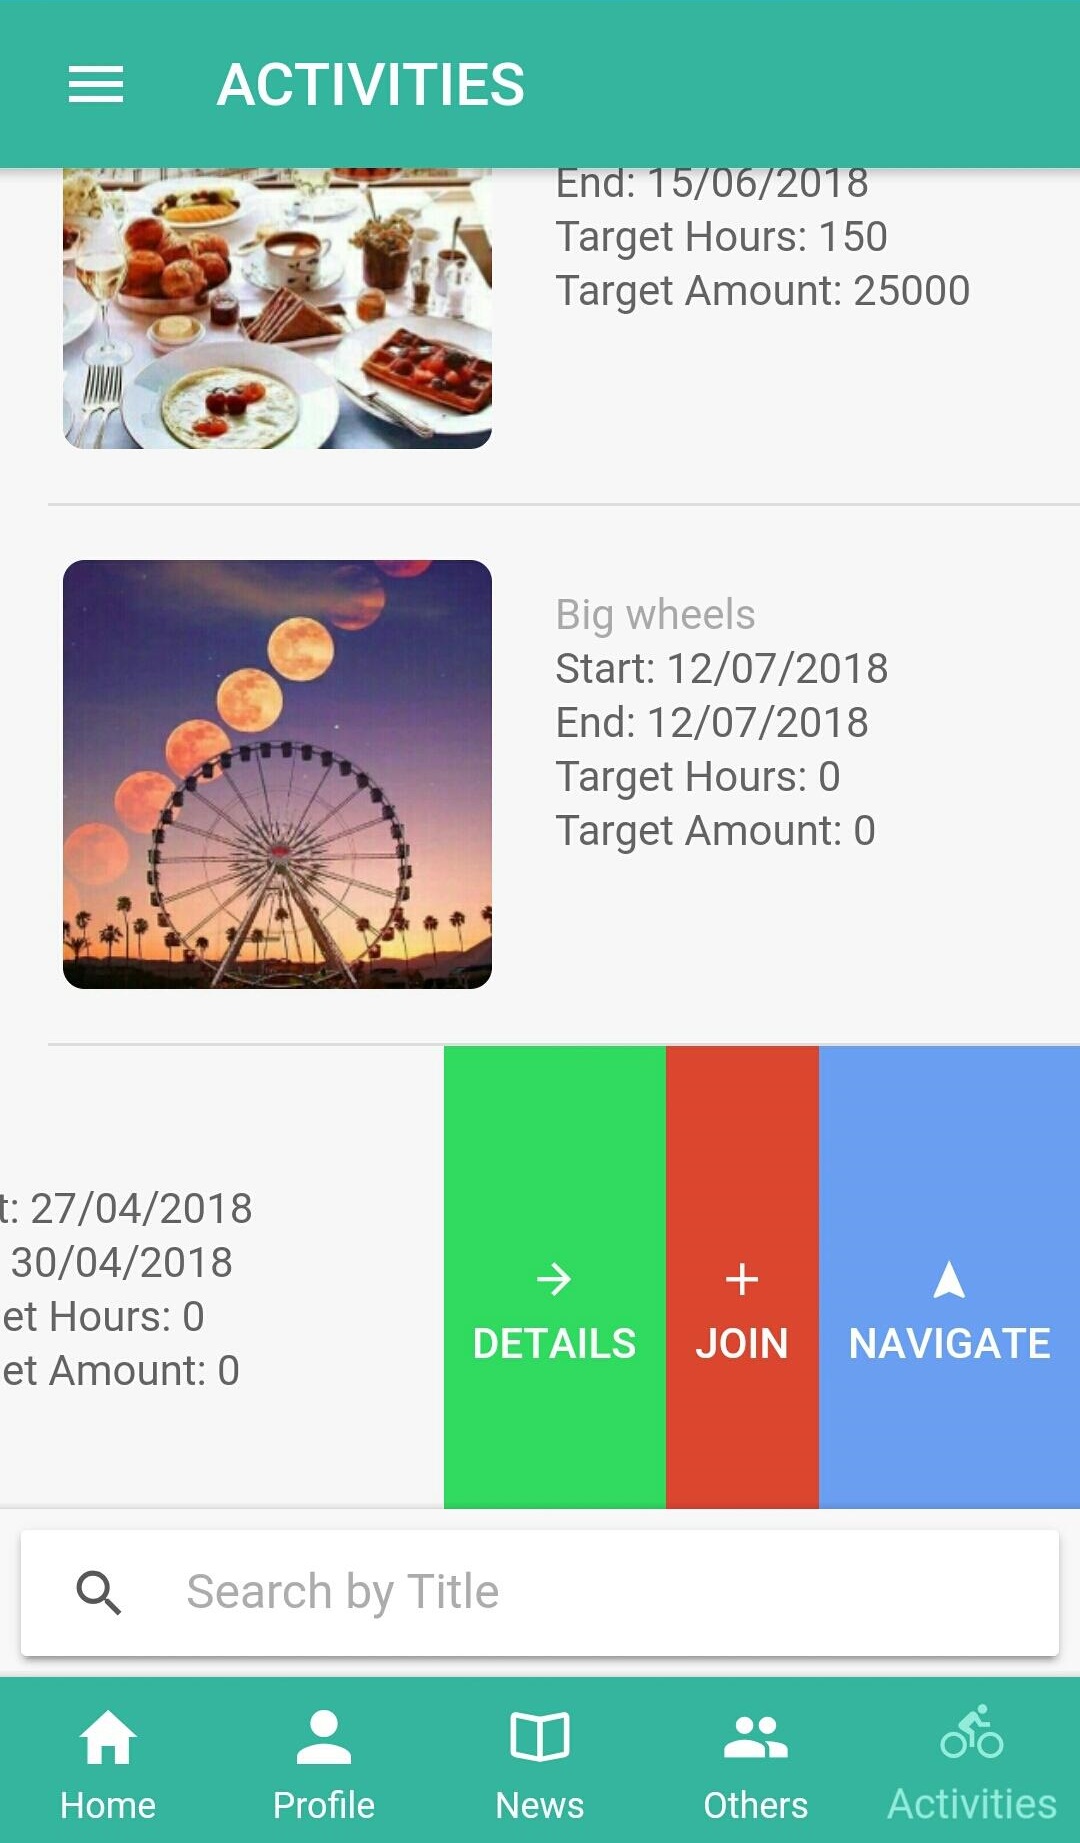 ACTIVITIES
End: 15/06/2018
Target Hours: 150
Target Amount: 25000
Big wheels
Start: 12/07/2018
End: 12/07/2018
Target Hours: 0
Target Amount: 0
t: 27/04/2018
30/04/2018
et Hours: 0
et Amount: 0
DETAILS
JOIN
NAVIGATE
Search by Title
Home
Profile
News
Others
Activities